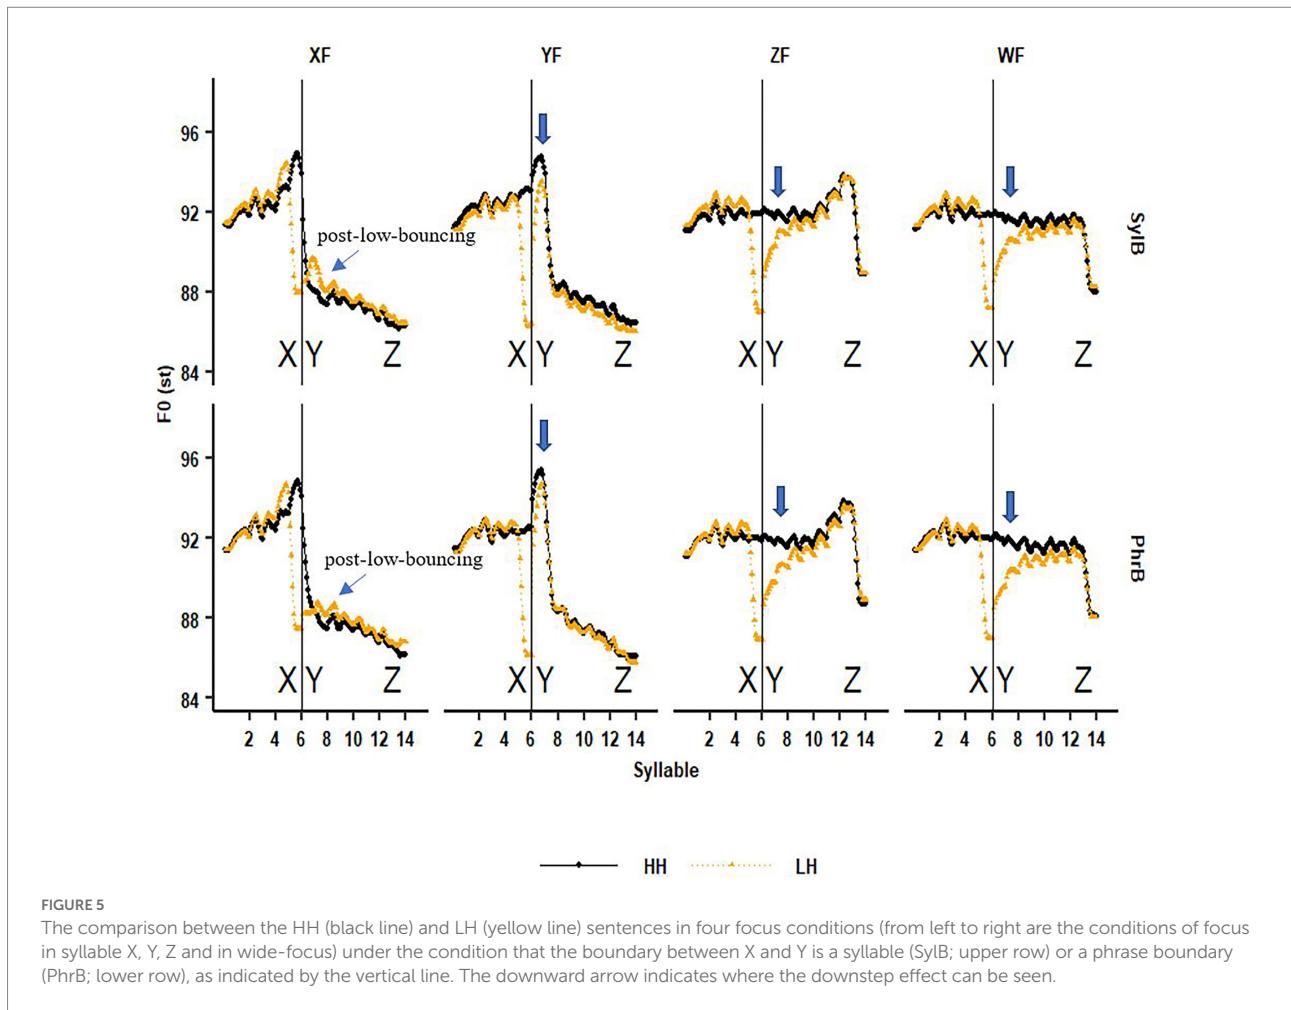 XF YF ZF WF
96
92
88
84
post-low-bouncing
X Y Z X Y Z X Y Z X Y Z
SylB
F0 (st)
96
92
88
84
post-low-bouncing
X Y Z X Y Z X Y Z X Y Z
PhrB
2 4 6 8 10 12 14 2 4 6 8 10 12 14 2 4 6 8 10 12 14 2 4 6 8 10 12 14
Syllable
HH LH
FIGURE 5
The comparison between the HH (black line) and LH (yellow line) sentences in four focus conditions (from left to right are the conditions of focus
in syllable X, Y, Z and in wide-focus) under the condition that the boundary between X and Y is a syllable (SylB; upper row) or a phrase boundary
(PhrB; lower row), as indicated by the vertical line. The downward arrow indicates where the downstep effect can be seen.